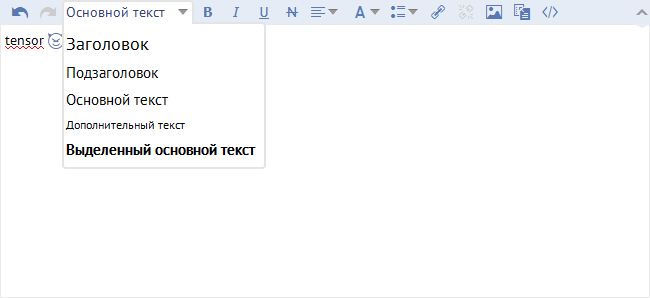 Основной текст B I U N A
tensor
Заголовок
Подзаголовок
Основной текст
Дополнительный текст
Выделенный основной текст